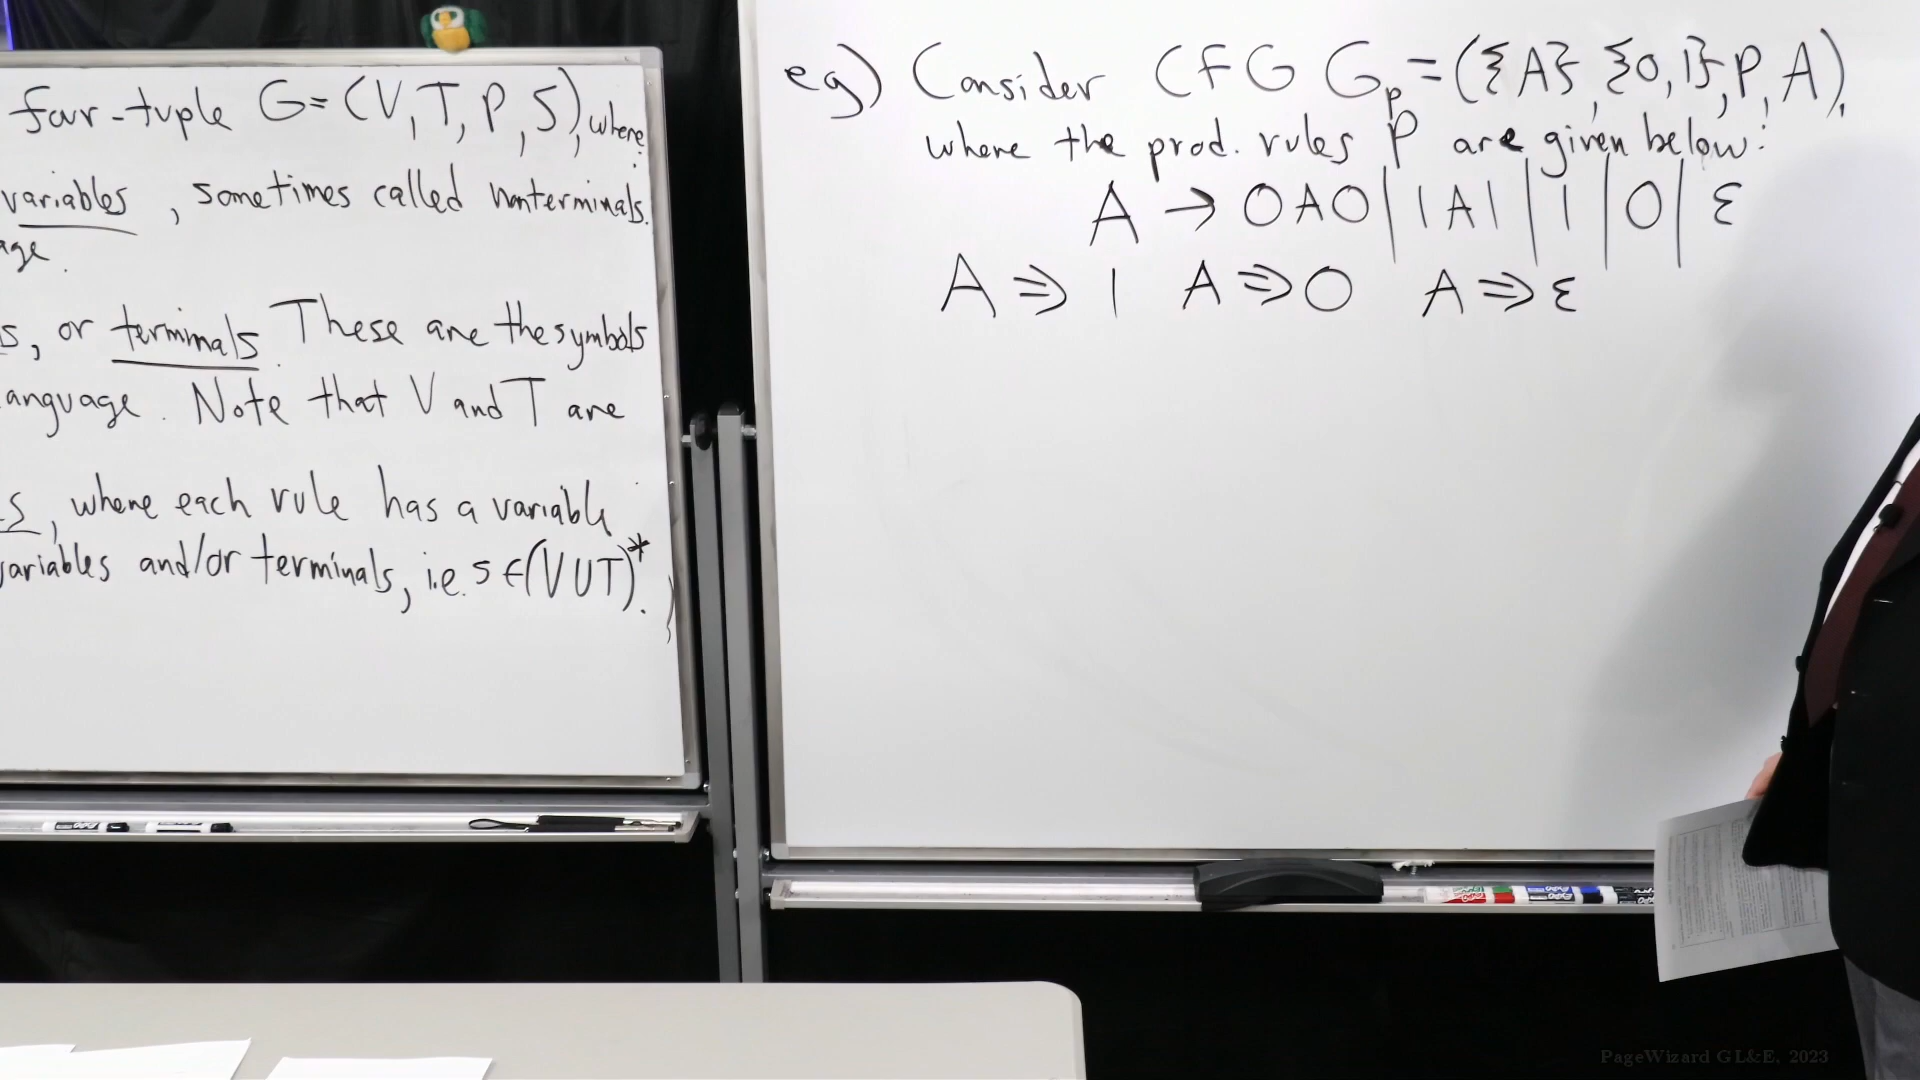 four-tuple G=(V,T,P,S), where:
variables, sometimes called nonterminals.
age.
s, or terminals. These are the symbols
anguage. Note that V and T are
s, where each rule has a variable
variables and/or terminals, i.e. s ∈ (V U T)*.
eg) Consider CFG Gp=({A},{0,1},P,A),
where the prod. rules P are given below:
A → 0A0|1A1|1|0|ε
A ⇒ 1 A ⇒ 0 A ⇒ ε
PageWizard GL&E, 2023